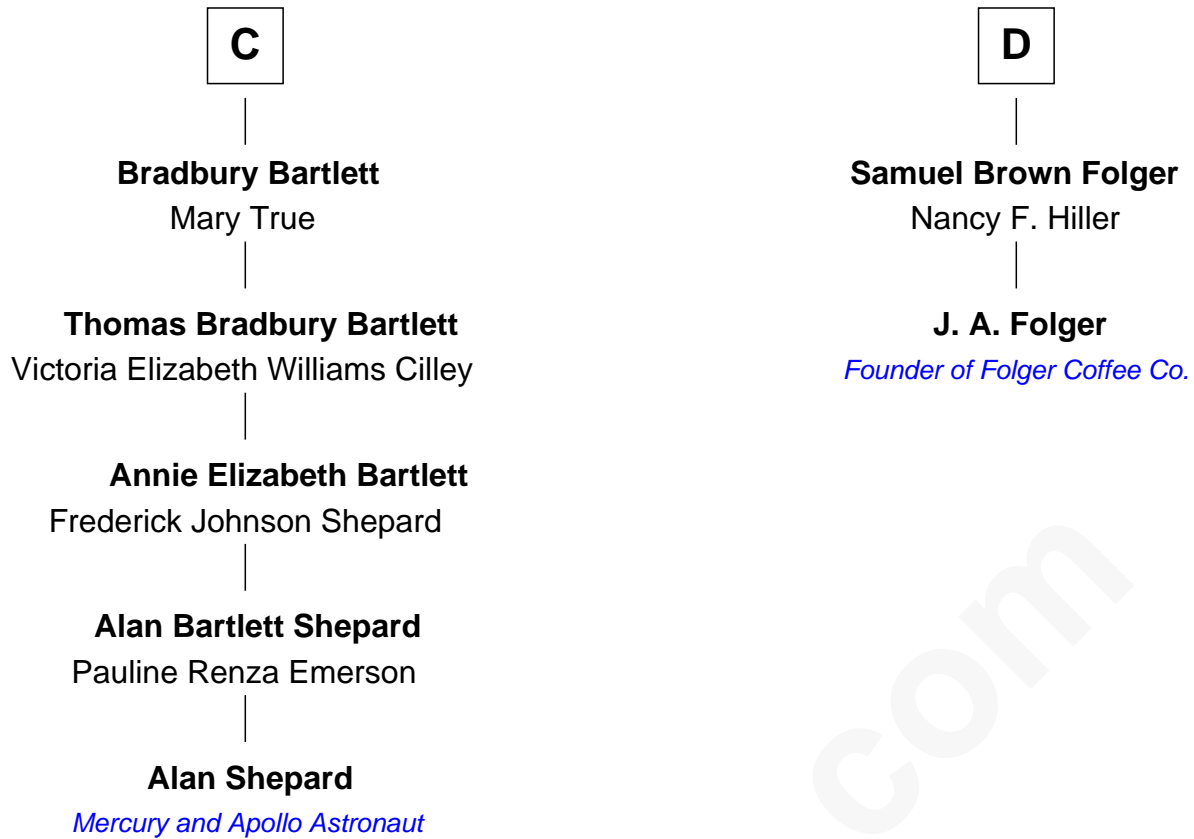 C
Bradbury Bartlett
Mary True
Thomas Bradbury Bartlett
Victoria Elizabeth Williams Cilley
Annie Elizabeth Bartlett
Frederick Johnson Shepard
Alan Bartlett Shepard
Pauline Renza Emerson
Alan Shepard
Mercury and Apollo Astronaut
D
Samuel Brown Folger
Nancy F. Hiller
J. A. Folger
Founder of Folger Coffee Co.
com